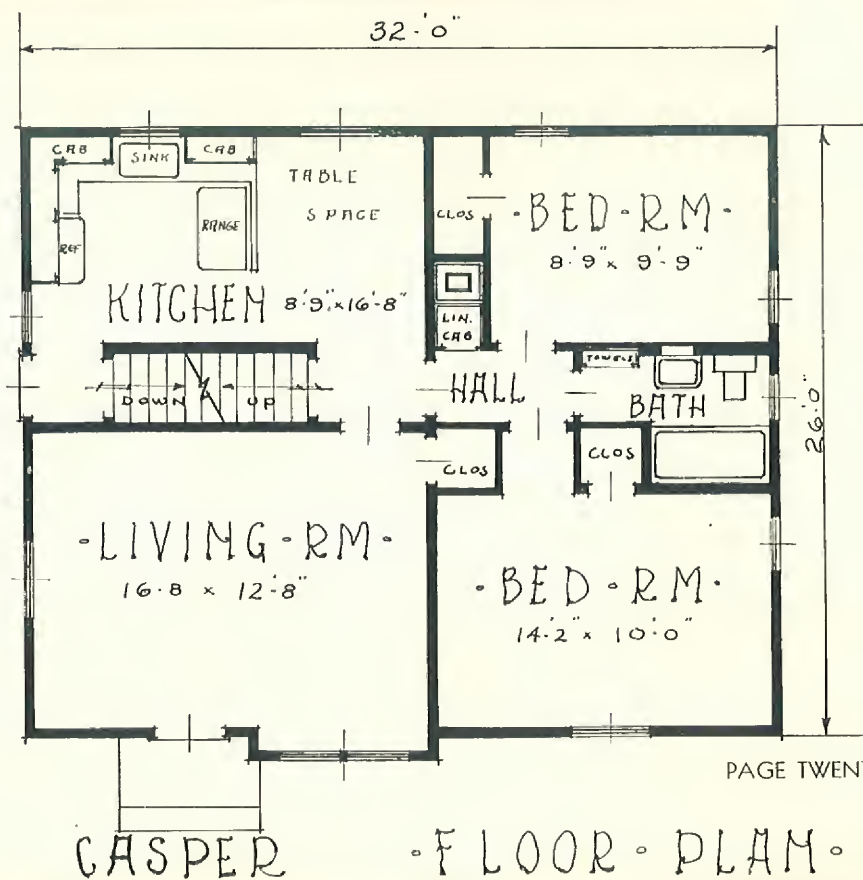 32'-0"
CAB
SINK
CAB
TABLE
SPACE
REF
RANGE
KITCHEN 8'-9" x 16'-8"
CLOS
·BED·RM·
8'-9" x 9'-9"
LIN.
CAB
TOWELS
DOWN
UP
HALL
BATH
26'-0"
CLOS
CLOS
·LIVING·RM·
16-8 x 12'-8"
·BED·RM·
14'-2" x 10'-0"
PAGE TWENT
CASPER
·FLOOR·PLAN·